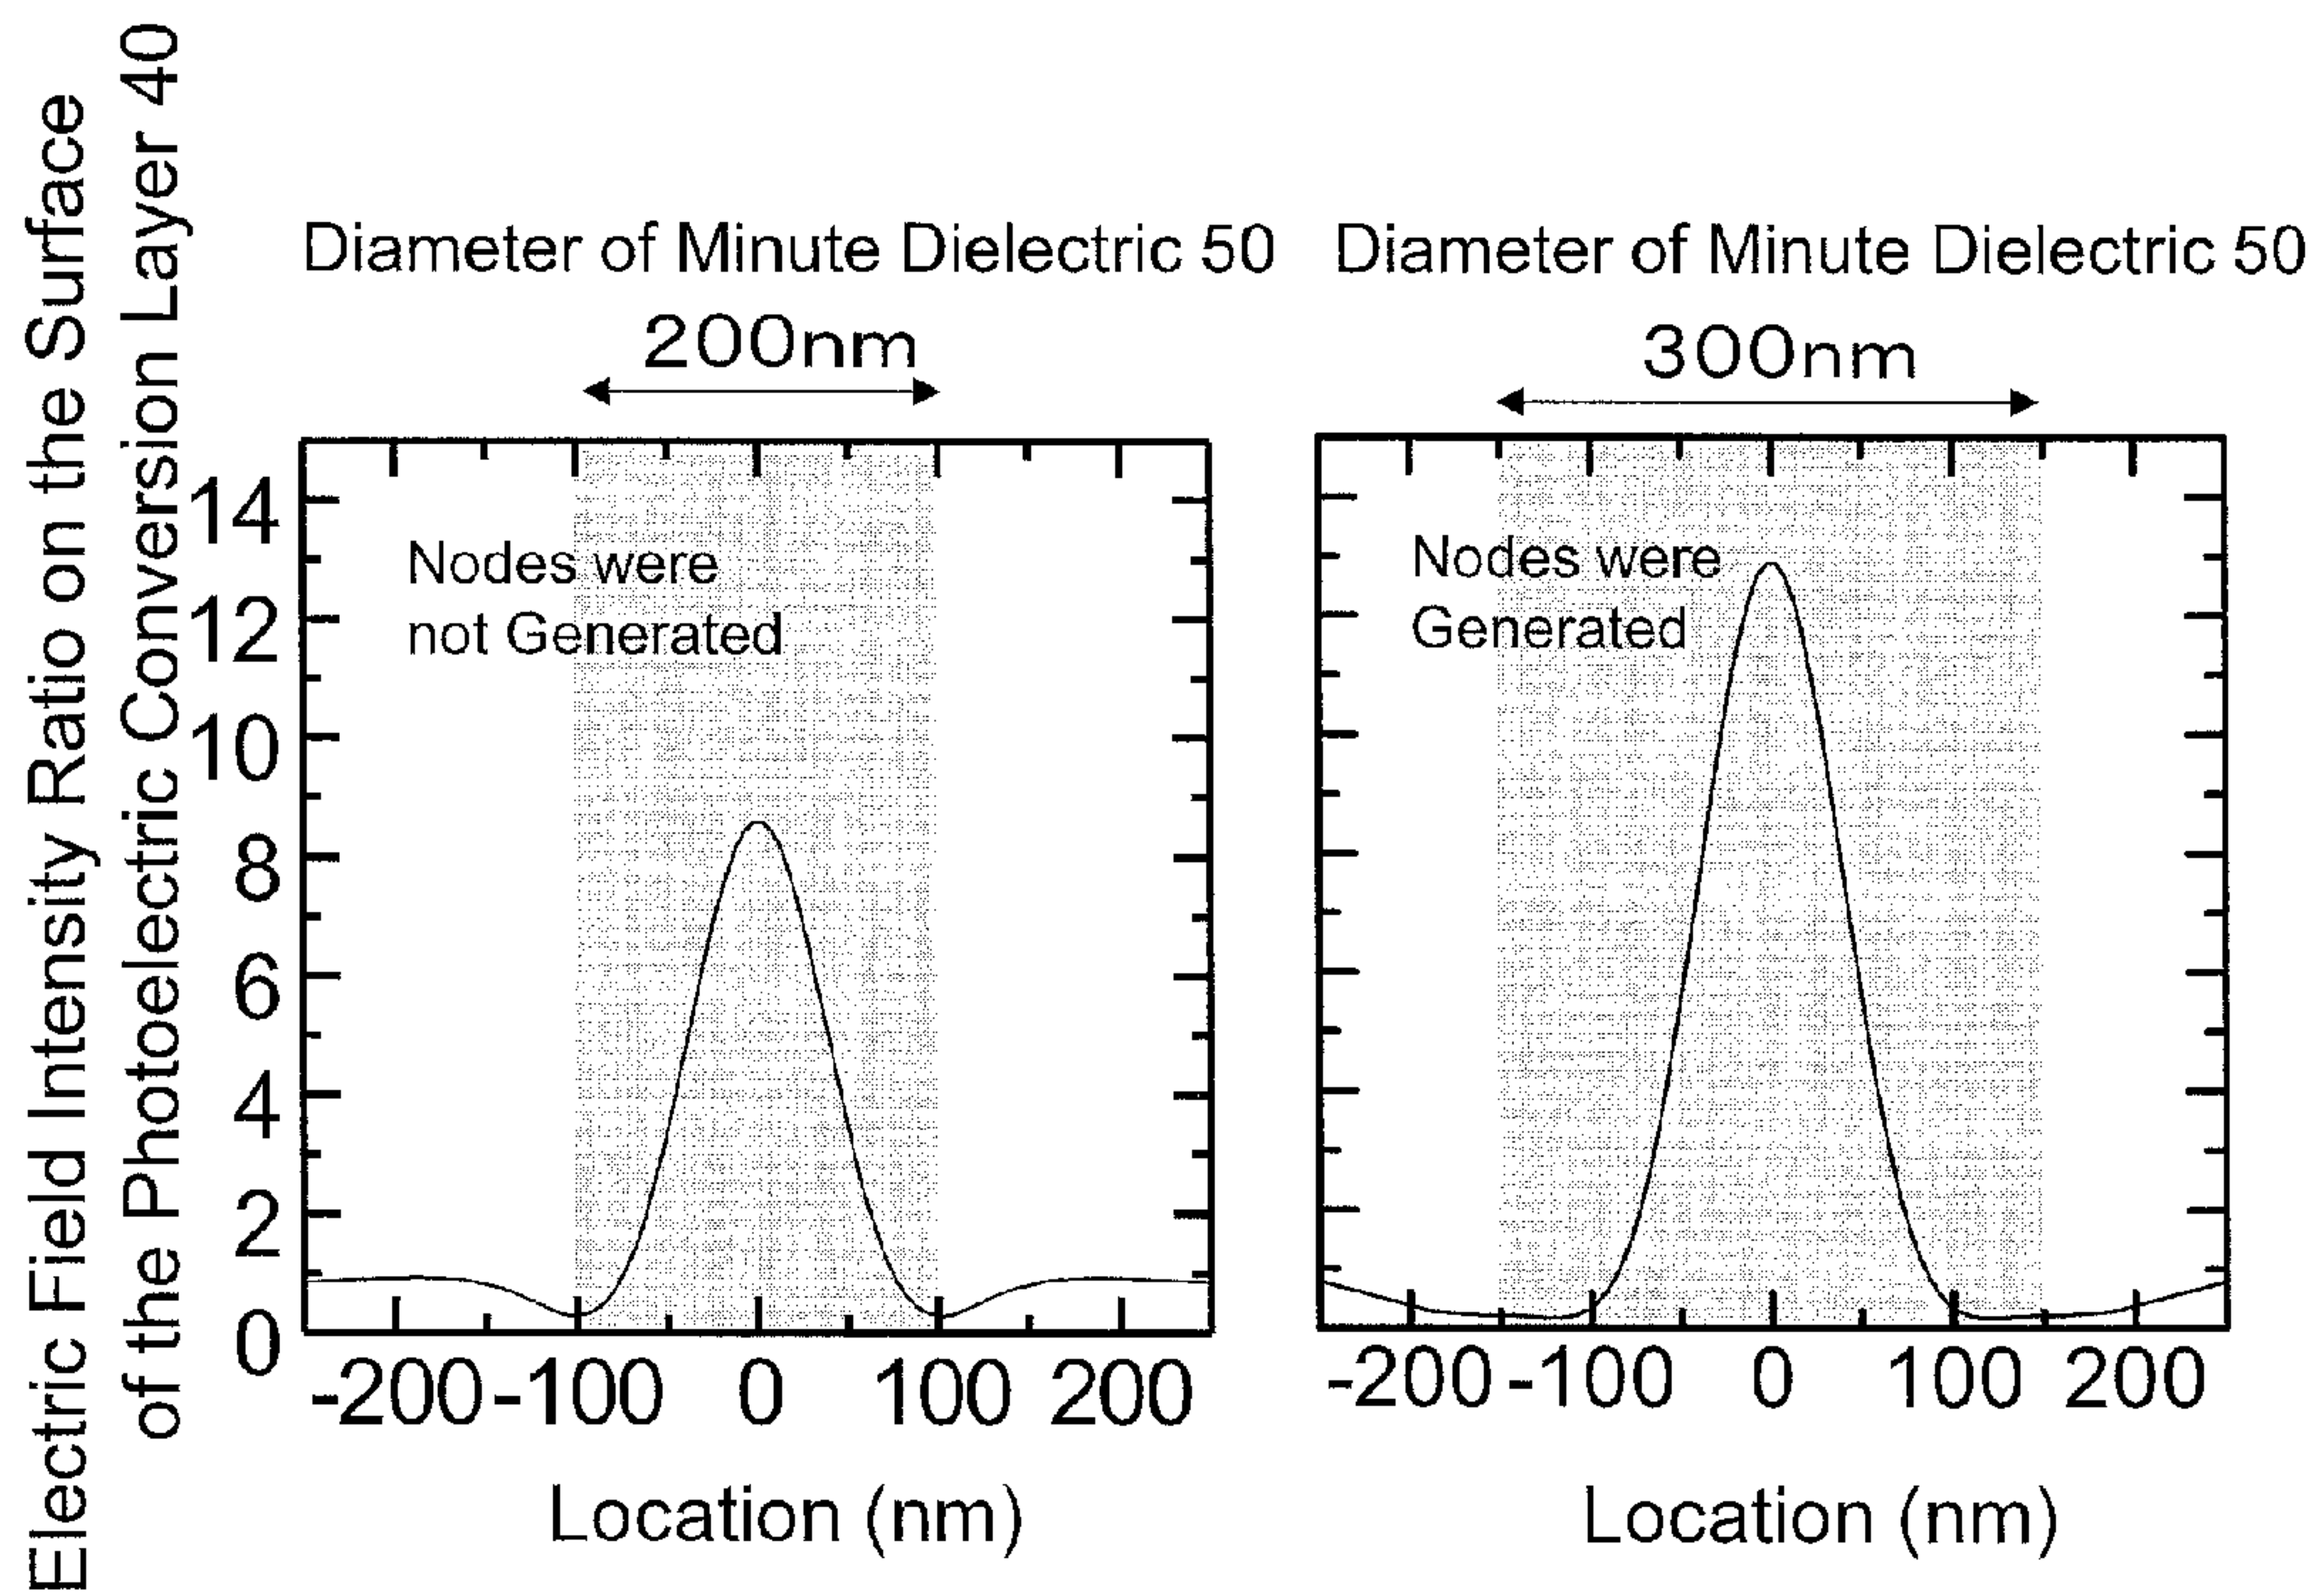 Electric Field Intensity Ratio on the Surface
of the Photoelectric Conversion Layer 40
Diameter of Minute Dielectric 50
200nm
Nodes were
not Generated
14
12
10
8
6
4
2
0
-200 -100 0 100 200
Location (nm)
Diameter of Minute Dielectric 50
300nm
Nodes were
Generated
-200 -100 0 100 200
Location (nm)